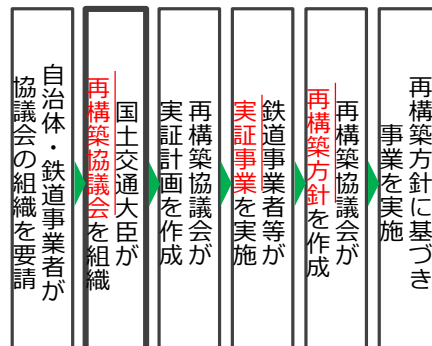 自治体・鉄道事業者が
協議会の組織を要請
国土交通大臣が
再構築協議会を組織
再構築協議会が
実証計画を作成
鉄道事業者等が
実証事業を実施
再構築協議会が
再構築方針を作成
再構築方針に基づき
事業を実施